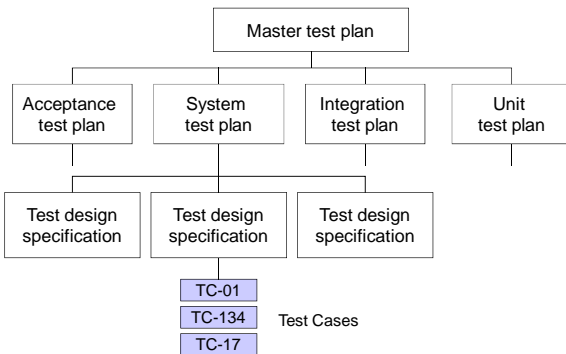 Master test plan
Acceptance
test plan
System
test plan
Integration
test plan
Unit
test plan
Test design
specification
Test design
specification
Test design
specification
TC-01
TC-134
Test Cases
TC-17